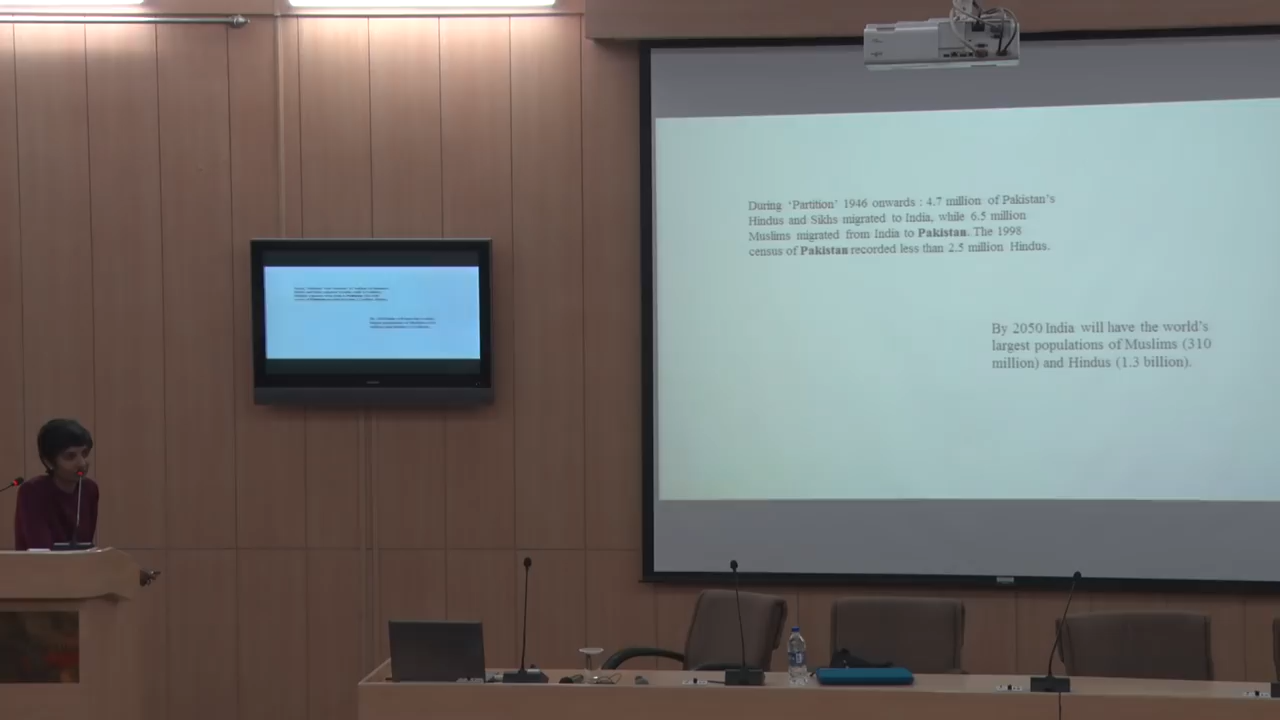 During ‘Partition’ 1946 onwards : 4.7 million of Pakistan’s
Hindus and Sikhs migrated to India, while 6.5 million
Muslims migrated from India to Pakistan. The 1998
census of Pakistan recorded less than 2.5 million Hindus.
By 2050 India will have the world’s
largest populations of Muslims (310
million) and Hindus (1.3 billion).